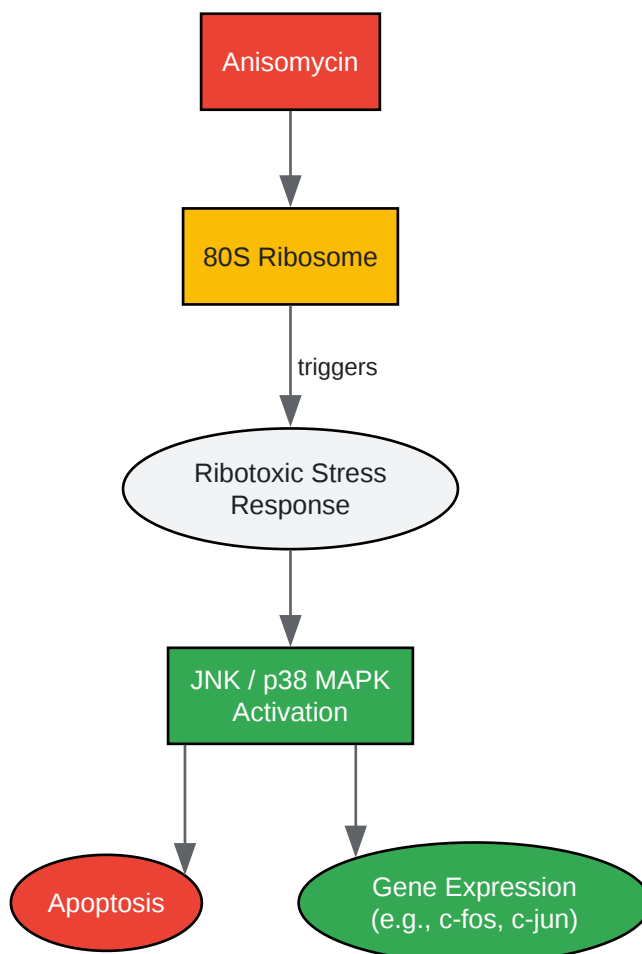 Anisomycin
80S Ribosome
triggers
Ribotoxic Stress
Response
JNK / p38 MAPK
Activation
Apoptosis
Gene Expression
(e.g., c-fos, c-jun)